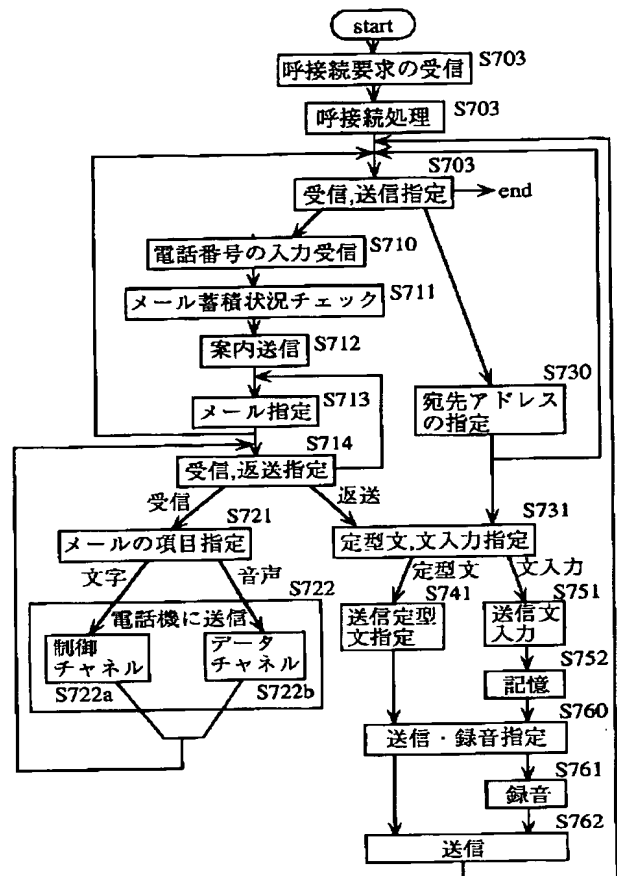 start
呼接続要求の受信 S703
呼接続処理 S703
S703
受信,送信指定 end
電話番号の入力受信 S710
メール蓄積状況チェック S711
案内送信 S712
メール指定 S713
S730
宛先アドレス
の指定
S714
受信,返送指定
受信 返送
S721
メールの項目指定
S731
定型文,文入力指定
文字 音声
定型文 文入力
S722
電話機に送信
制御
チャネル
S722a
データ
チャネル
S722b
S741
送信定型
文指定
S751
送信文
入力
S752
記憶
S760
送信・録音指定
S761
録音
S762
送信